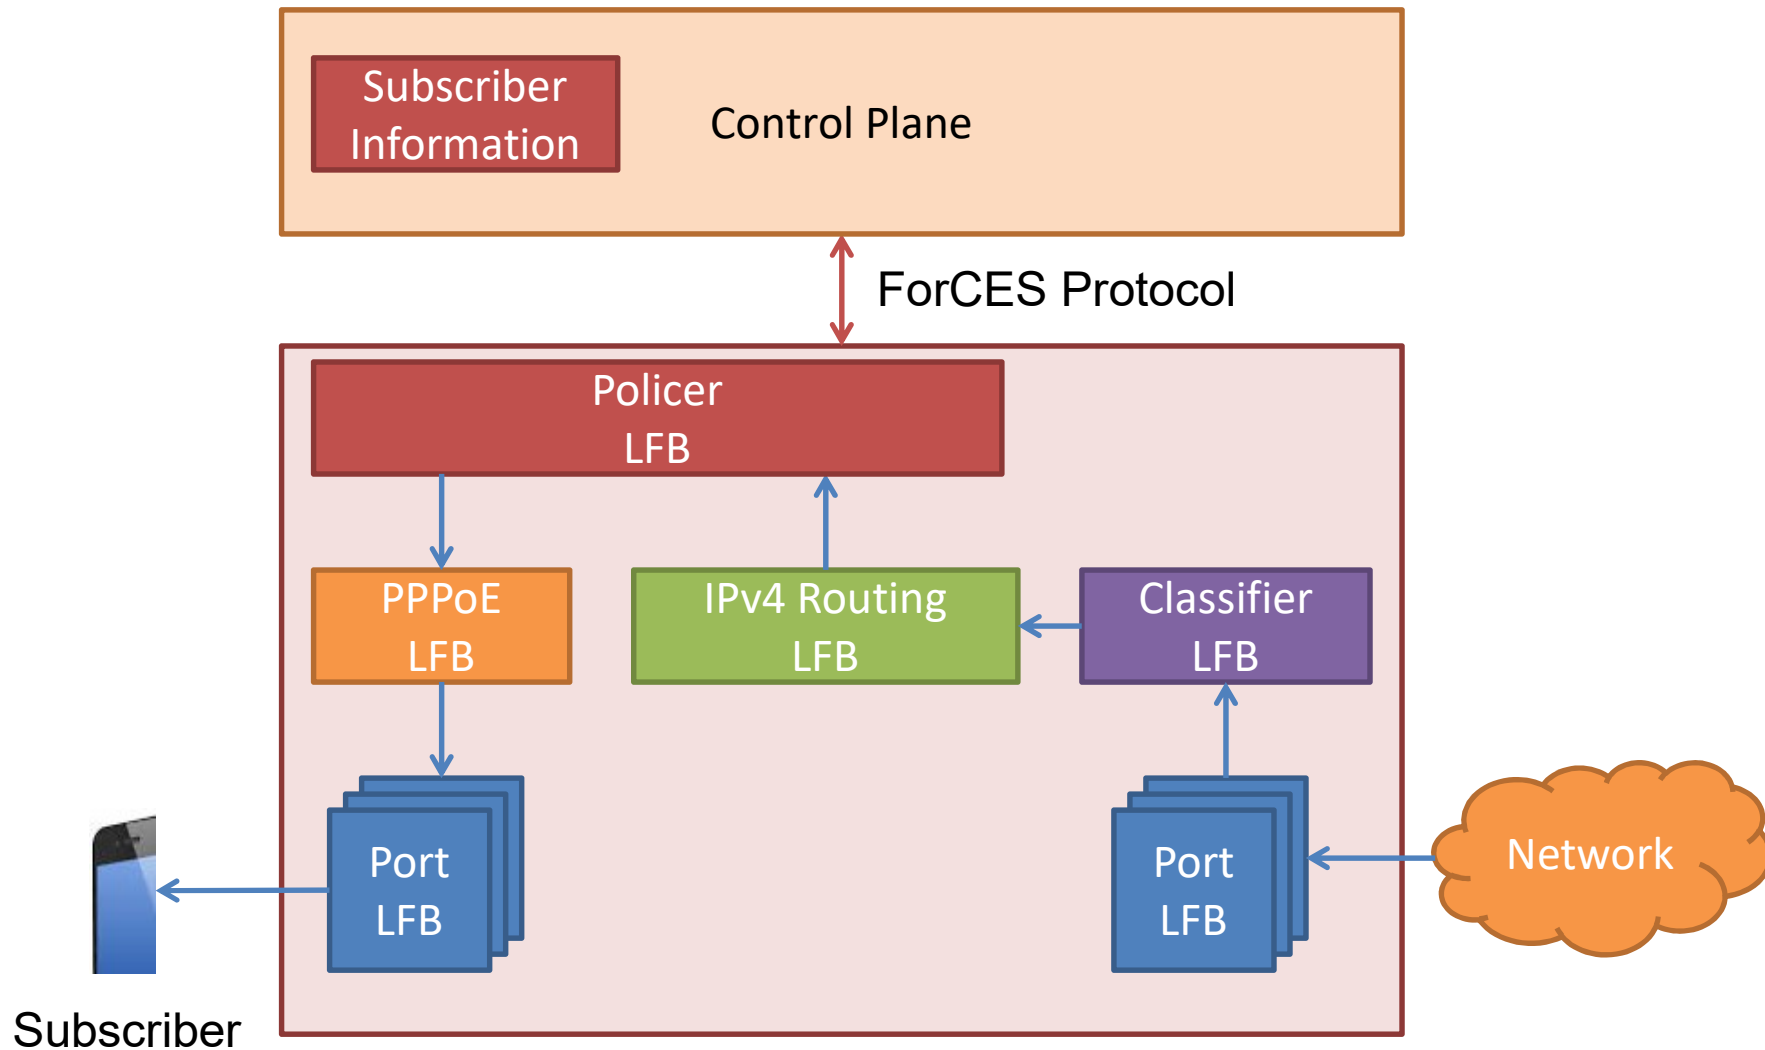 Subscriber
Information
Control Plane
ForCES Protocol
Policer
LFB
PPPoE
LFB
IPv4 Routing
LFB
Classifier
LFB
Port
LFB
Port
LFB
Network
Subscriber